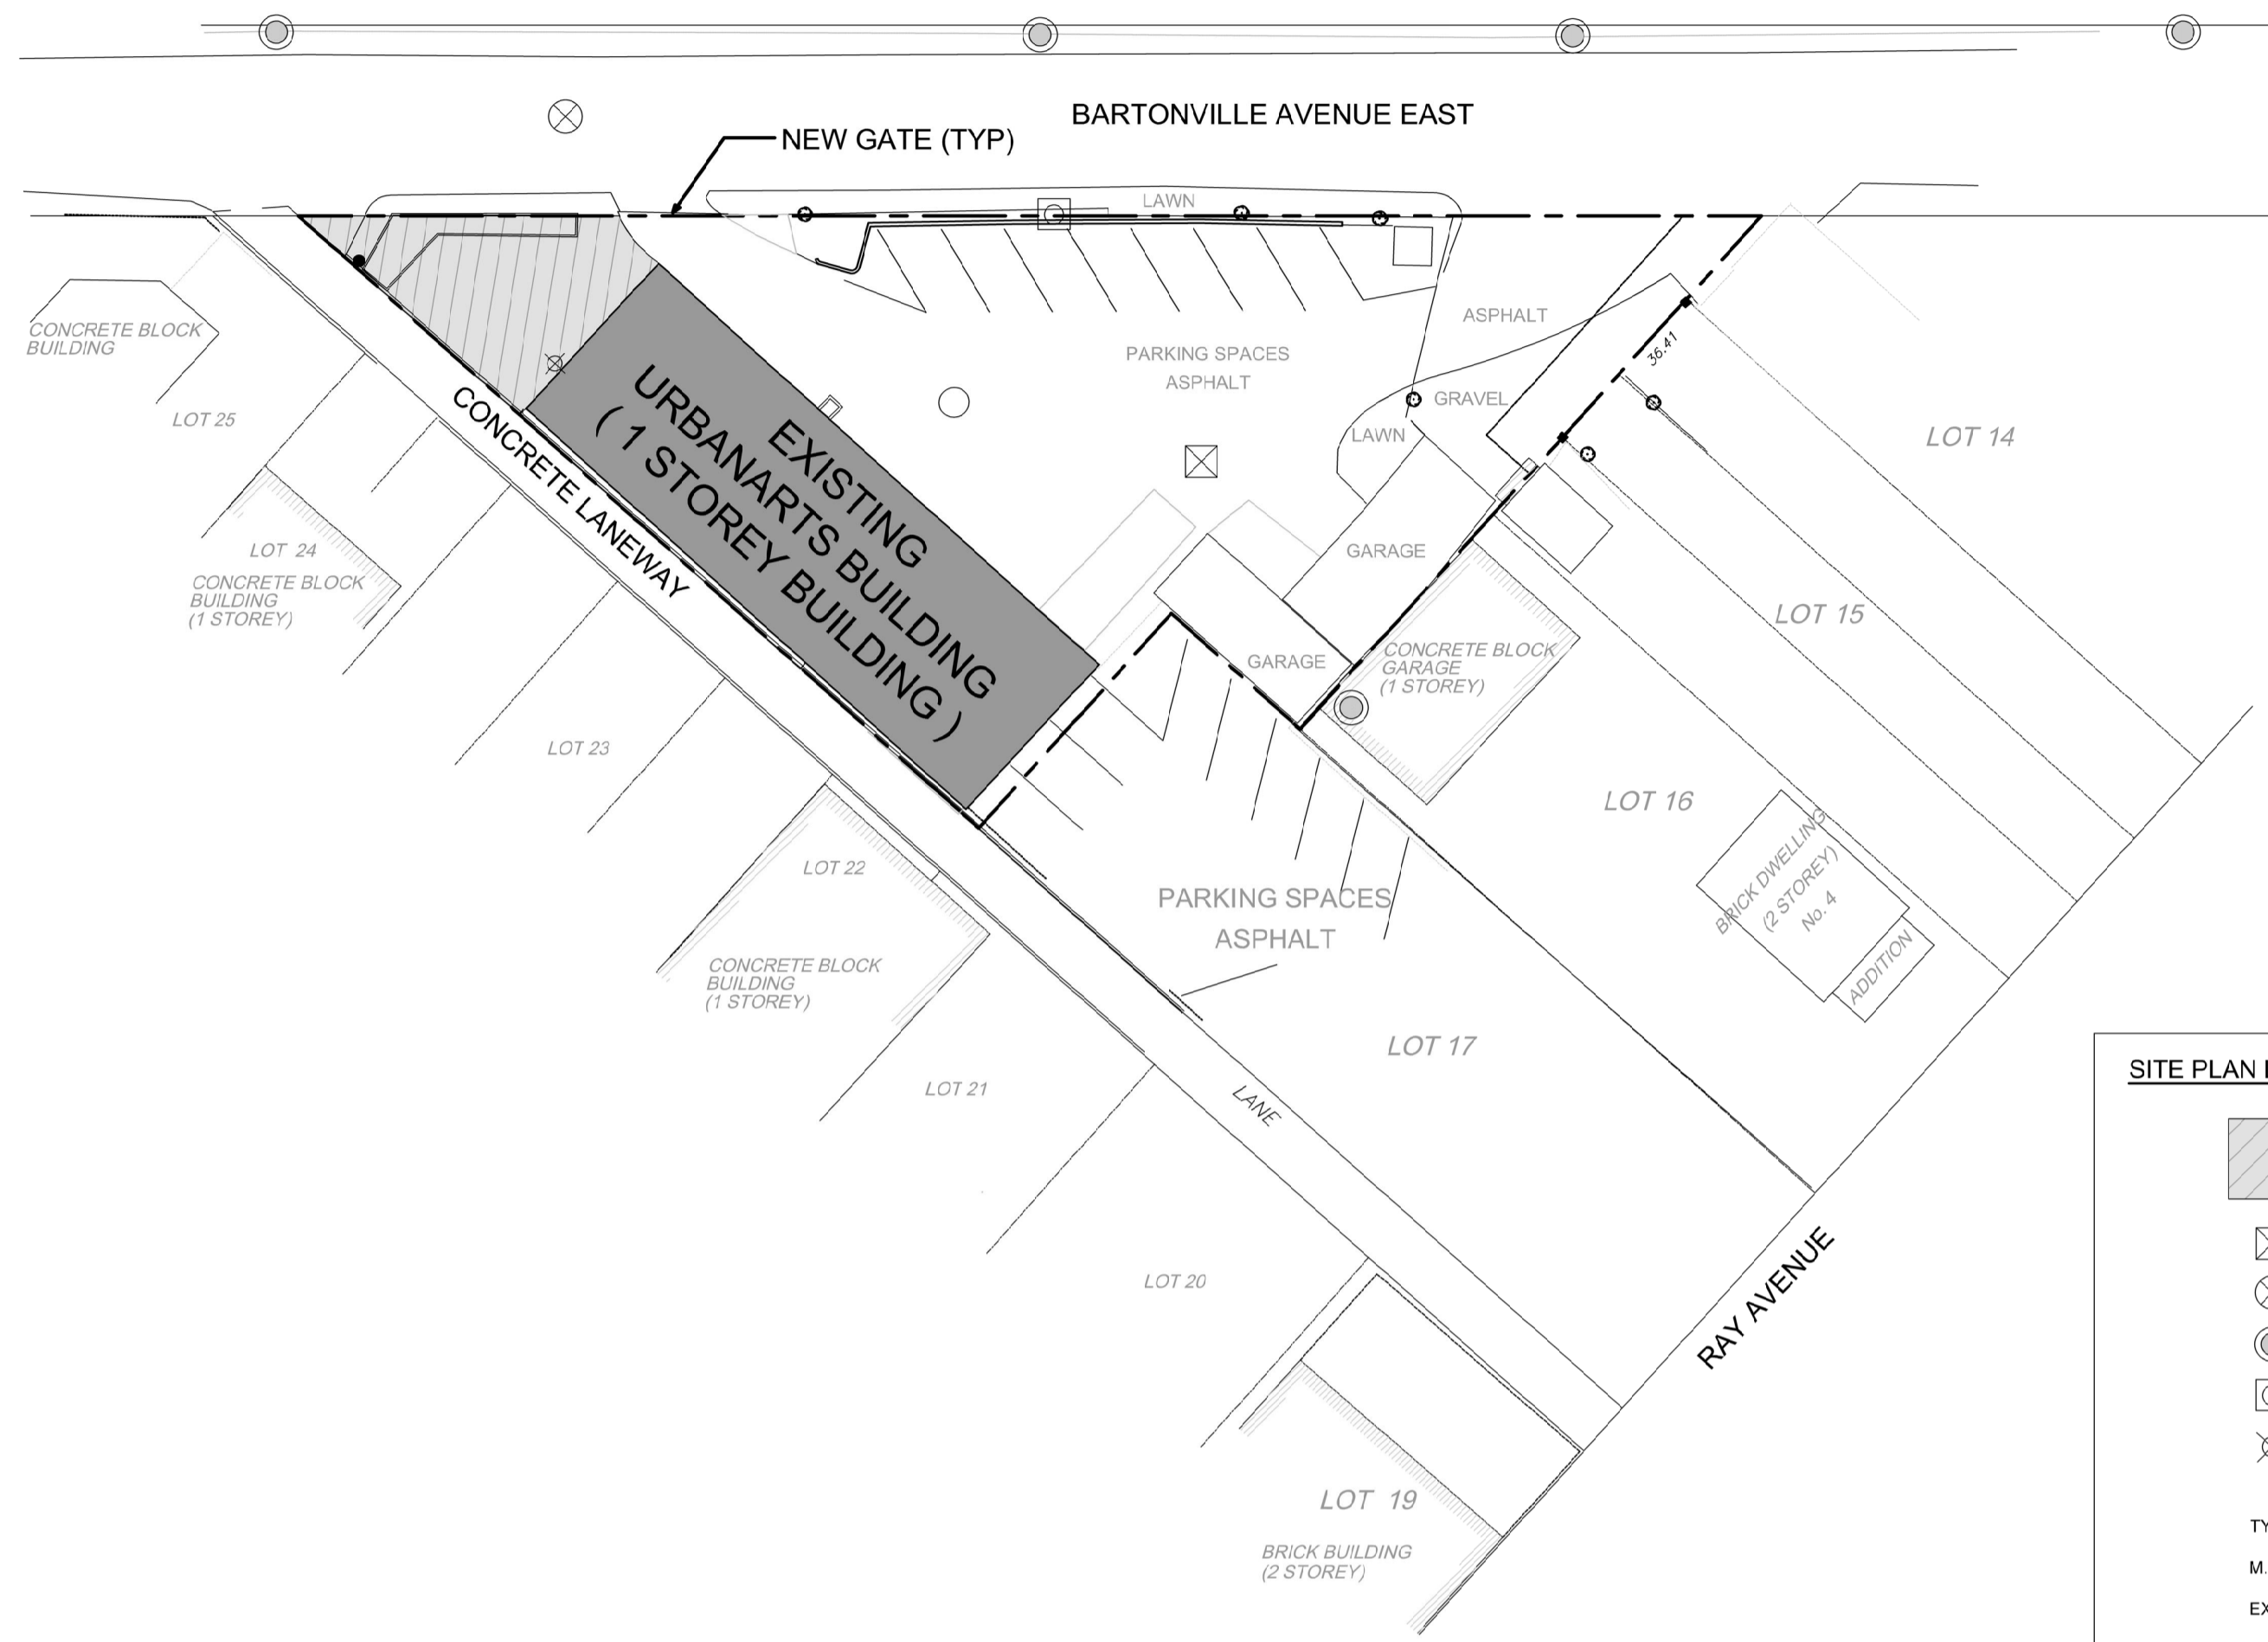 BARTONVILLE AVENUE EAST
NEW GATE (TYP)
LAWN
ASPHALT
CONCRETE BLOCK
BUILDING
36.41
PARKING SPACES
ASPHALT
GRAVEL
LAWN
LOT 25
LOT 14
EXISTING
URBANARTS BUILDING
( 1 STOREY BUILDING )
CONCRETE LANEWAY
LOT 24
CONCRETE BLOCK
BUILDING
(1 STOREY)
GARAGE
LOT 15
GARAGE
CONCRETE BLOCK
GARAGE
(1 STOREY)
LOT 23
LOT 16
LOT 22
BRICK DWELLING
(2 STOREY)
No. 4
ADDITION
PARKING SPACES
ASPHALT
CONCRETE BLOCK
BUILDING
(1 STOREY)
LOT 17
LOT 21
LANE
SITE PLAN
LOT 20
RAY AVENUE
LOT 19
BRICK BUILDING
(2 STOREY)
TY
M.
EX